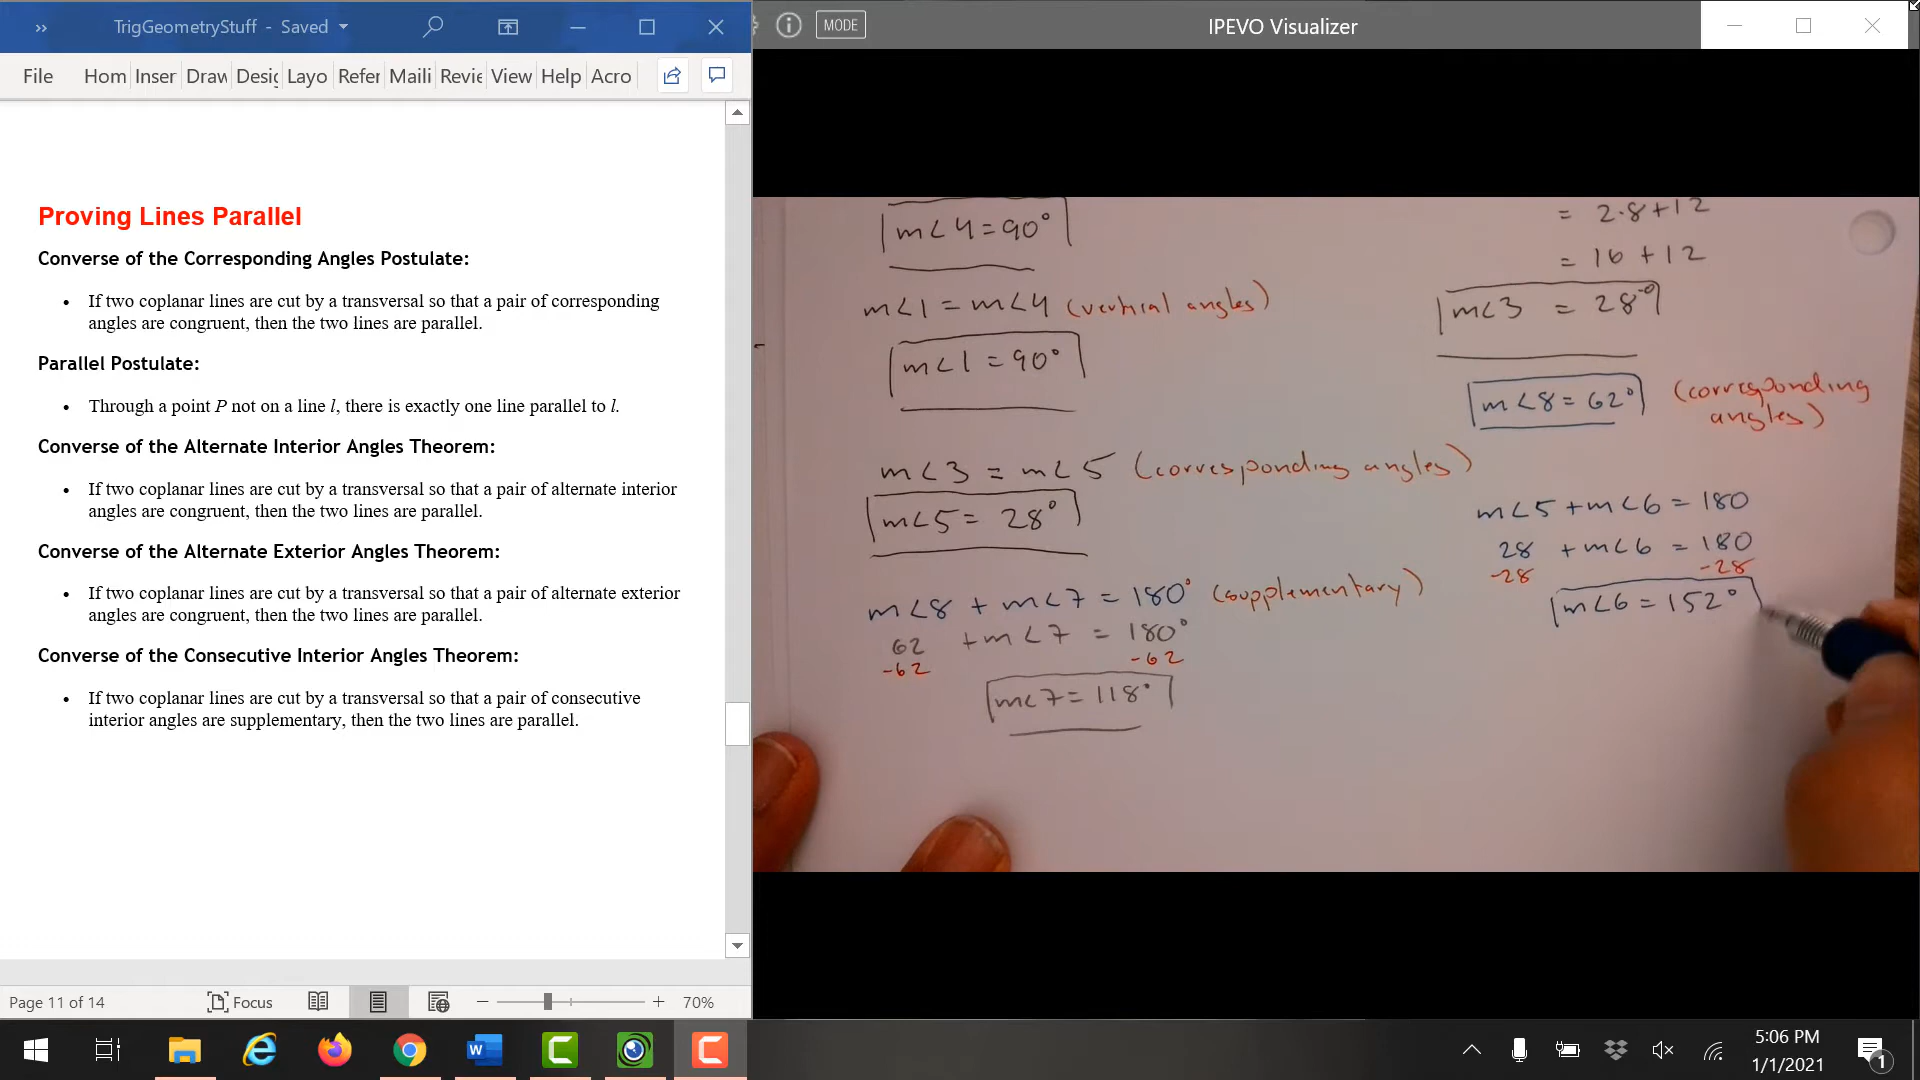 TrigGeometryStuff - Saved
MODE
IPEVO Visualizer
File Hom Inser Draw Desig Layo Refer Maili Revie View Help Acro
Proving Lines Parallel
Converse of the Corresponding Angles Postulate:
• If two coplanar lines are cut by a transversal so that a pair of corresponding
angles are congruent, then the two lines are parallel.
Parallel Postulate:
• Through a point P not on a line l, there is exactly one line parallel to l.
Converse of the Alternate Interior Angles Theorem:
• If two coplanar lines are cut by a transversal so that a pair of alternate interior
angles are congruent, then the two lines are parallel.
Converse of the Alternate Exterior Angles Theorem:
• If two coplanar lines are cut by a transversal so that a pair of alternate exterior
angles are congruent, then the two lines are parallel.
Converse of the Consecutive Interior Angles Theorem:
• If two coplanar lines are cut by a transversal so that a pair of consecutive
interior angles are supplementary, then the two lines are parallel.
Page 11 of 14
Focus
70%
m<4=90°
m<1 = m<4 (vertical angles)
m<1 = 90°
m<3 = m<5 (corresponding angles)
m<5 = 28°
m<8 + m<7 = 180° (supplementary)
62 + m<7 = 180°
-62 -62
m<7 = 118°
= 2·8+12
= 16 + 12
m<3 = 28°
m<8 = 62° (corresponding
angles)
m<5 + m<6 = 180
28 + m<6 = 180
-28 -28
m<6 = 152°
5:06 PM
1/1/2021
1